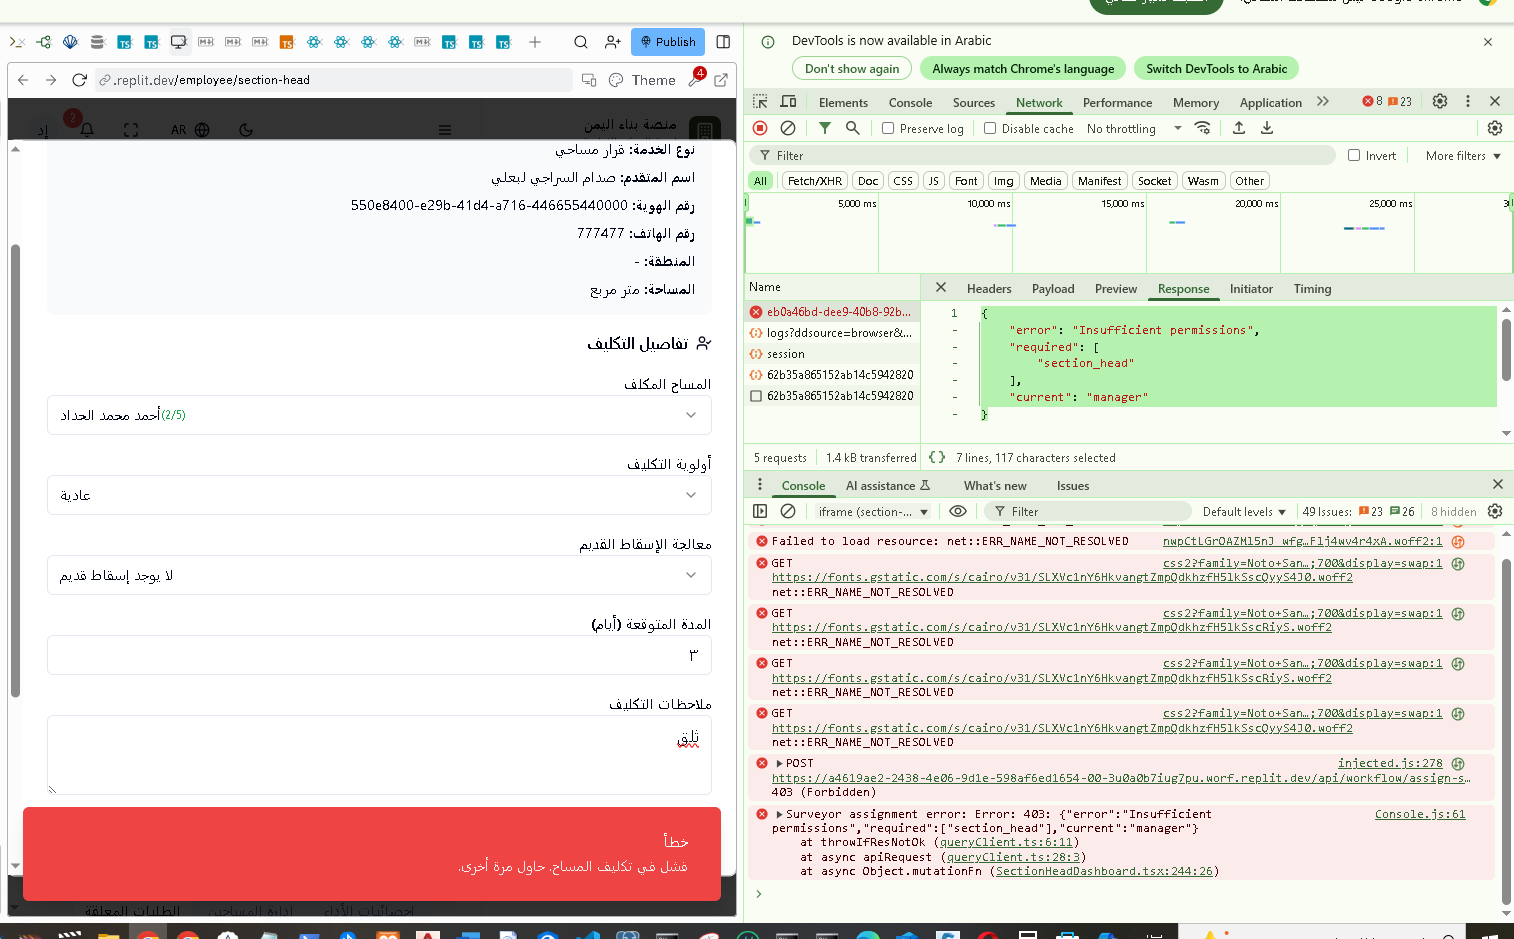 Publish
.replit.dev/employee/section-head
Theme
4
2
إد
AR
منصة بناء اليمن
نوع الخدمة: قرار مساحي
اسم المتقدم: صدام السراجي لبعلي
رقم الهوية: 550e8400-e29b-41d4-a716-446655440000
رقم الهاتف: 777477
المنطقة: -
المساحة: متر مربع
تفاصيل التكليف
المساح المكلف
أحمد محمد الحداد (2/5)
أولوية التكليف
عادية
معالجة الإسقاط القديم
لا يوجد إسقاط قديم
المدة المتوقعة (أيام)
٣
ملاحظات التكليف
ثلق
خطأ
فشل في تكليف المساح. حاول مرة أخرى.
الطلبات المعلقة
إدارة المساحين
إحصائيات الأداء
DevTools is now available in Arabic
Don't show again
Always match Chrome's language
Switch DevTools to Arabic
Elements Console Sources Network Performance Memory Application
8 23
Preserve log
Disable cache
No throttling
Filter
Invert
More filters
All Fetch/XHR Doc CSS JS Font Img Media Manifest Socket Wasm Other
5,000 ms 10,000 ms 15,000 ms 20,000 ms 25,000 ms
Name
Headers Payload Preview Response Initiator Timing
eb0a46bd-dee9-40b8-92b...
logs?ddsource=browser&...
session
62b35a865152ab14c5942820
62b35a865152ab14c5942820
1 {
- "error": "Insufficient permissions",
- "required": [
- "section_head"
- ],
- "current": "manager"
- }
5 requests
1.4 kB transferred
{ } 7 lines, 117 characters selected
Console AI assistance What's new Issues
iframe (section-...
Filter
Default levels
49 Issues: 23 26
8 hidden
Failed to load resource: net::ERR_NAME_NOT_RESOLVED
GET css2?family=Noto+San…;700&display=swap:1
https://fonts.gstatic.com/s/cairo/v31/SLXVc1nY6HkvangtZmpQdkhzfH5lkSscQyyS4J0.woff2
net::ERR_NAME_NOT_RESOLVED
GET css2?family=Noto+San…;700&display=swap:1
https://fonts.gstatic.com/s/cairo/v31/SLXVc1nY6HkvangtZmpQdkhzfH5lkSscRiyS.woff2
net::ERR_NAME_NOT_RESOLVED
GET css2?family=Noto+San…;700&display=swap:1
https://fonts.gstatic.com/s/cairo/v31/SLXVc1nY6HkvangtZmpQdkhzfH5lkSscRiyS.woff2
net::ERR_NAME_NOT_RESOLVED
GET css2?family=Noto+San…;700&display=swap:1
https://fonts.gstatic.com/s/cairo/v31/SLXVc1nY6HkvangtZmpQdkhzfH5lkSscQyyS4J0.woff2
net::ERR_NAME_NOT_RESOLVED
POST injected.js:278
https://a4619ae2-2438-4e06-9d1e-598af6ed1654-00-3u0a0b7iug7pu.worf.replit.dev/api/workflow/assign-s…
403 (Forbidden)
Surveyor assignment error: Error: 403: {"error":"Insufficient Console.js:61
permissions","required":["section_head"],"current":"manager"}
at throwIfResNotOk (queryClient.ts:6:11)
at async apiRequest (queryClient.ts:28:3)
at async Object.mutationFn (SectionHeadDashboard.tsx:244:26)